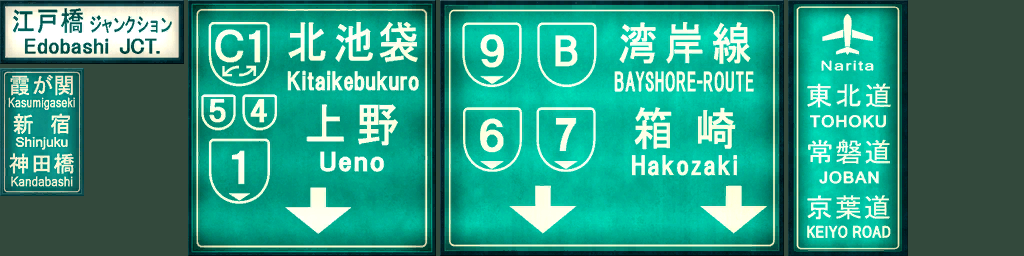 江戸橋 ジャンクション
Edobashi JCT.
霞が関
Kasumigaseki
新宿
Shinjuku
神田橋
Kandabashi
C1
5 4
1
北池袋
Kitaikebukuro
上野
Ueno
9 B
6 7
湾岸線
BAYSHORE-ROUTE
箱崎
Hakozaki
Narita
東北道
TOHOKU
常磐道
JOBAN
京葉道
KEIYO ROAD